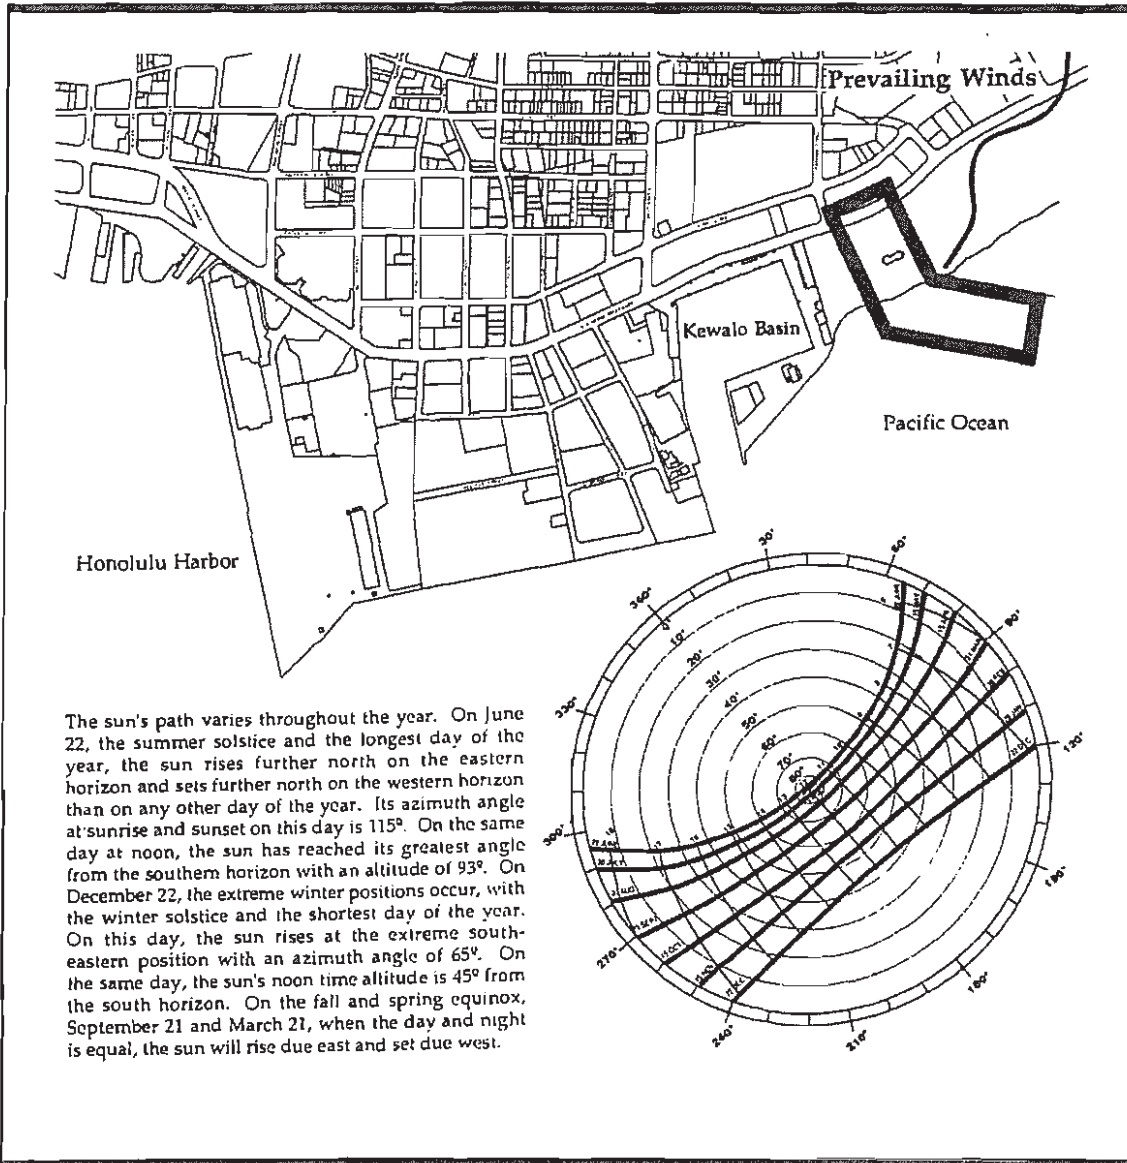 Prevailing Winds
Kewalo Basin
Pacific Ocean
Honolulu Harbor
The sun's path varies throughout the year. On June
22, the summer solstice and the longest day of the
year, the sun rises further north on the eastern
horizon and sets further north on the western horizon
than on any other day of the year. Its azimuth angle
at sunrise and sunset on this day is 115º. On the same
day at noon, the sun has reached its greatest angle
from the southern horizon with an altitude of 93º. On
December 22, the extreme winter positions occur, with
the winter solstice and the shortest day of the year.
On this day, the sun rises at the extreme south-
eastern position with an azimuth angle of 65º. On
the same day, the sun's noon time altitude is 45º from
the south horizon. On the fall and spring equinox,
September 21 and March 21, when the day and night
is equal, the sun will rise due east and set due west.
30°
60°
90°
120°
180°
210°
240°
270°
300°
330°
360°
10°
20°
30°
40°
50°
60°
70°
80°